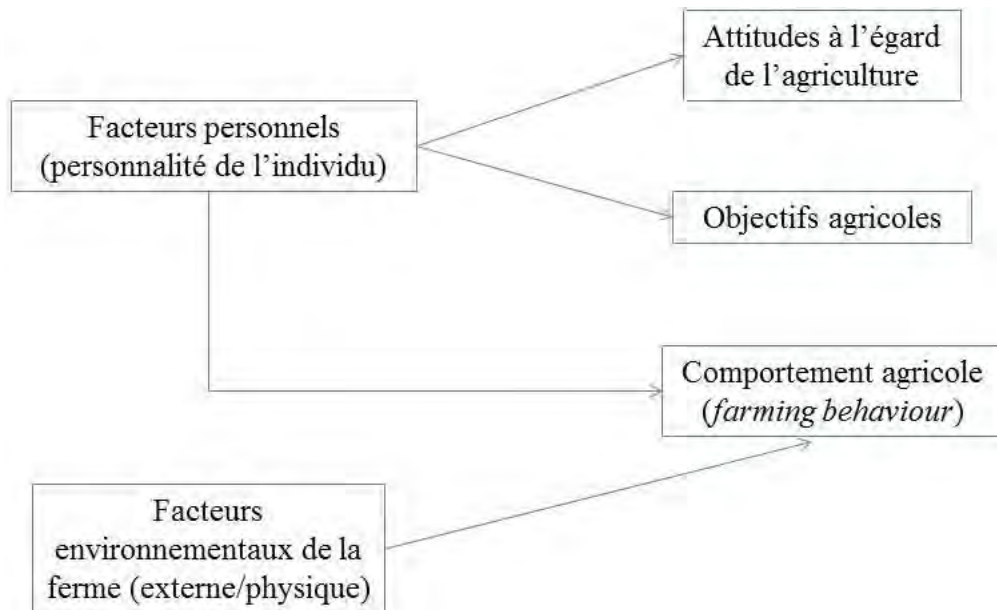 Attitudes à l'égard
de l'agriculture
Facteurs personnels
(personnalité de l'individu)
Objectifs agricoles
Comportement agricole
(farming behaviour)
Facteurs
environnementaux de la
ferme (externe/physique)